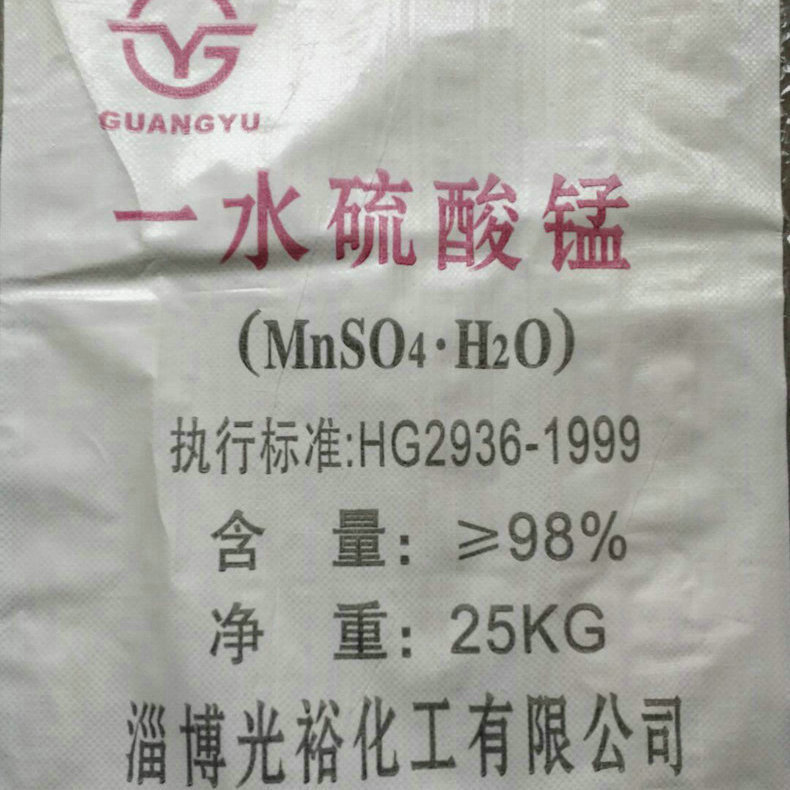 GUANGYU
一水硫酸锰
(MnSO4·H2O)
执行标准:HG2936-1999
含 量: ≥98%
净 重: 25KG
淄博光裕化工有限公司